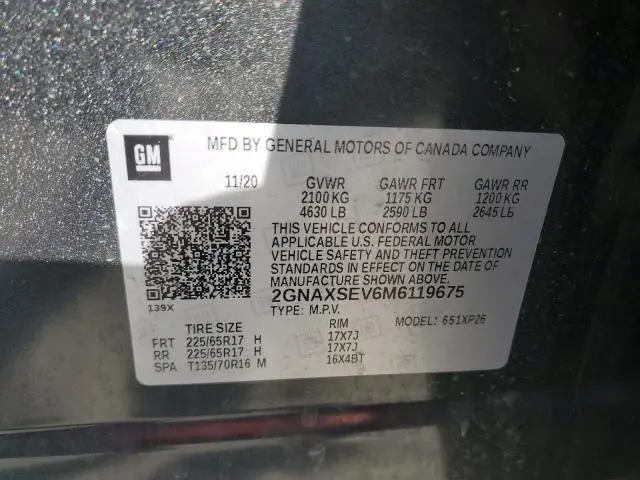 GM
MFD BY GENERAL MOTORS OF CANADA COMPANY
11/20 GVWR GAWR FRT GAWR RR
2100 KG 1175 KG 1200 KG
4630 LB 2590 LB 2645 LB
THIS VEHICLE CONFORMS TO ALL
APPLICABLE U.S. FEDERAL MOTOR
VEHICLE SAFETY AND THEFT PREVENTION
STANDARDS IN EFFECT ON THE DATE OF
MANUFACTURE SHOWN ABOVE.
2GNAXSEV6M6119675
139X
TYPE: M.P.V. MODEL: 651XP26
TIRE SIZE RIM
FRT 225/65R17 H 17X7J
RR 225/65R17 H 17X7J
SPA T135/70R16 M 16X4BT